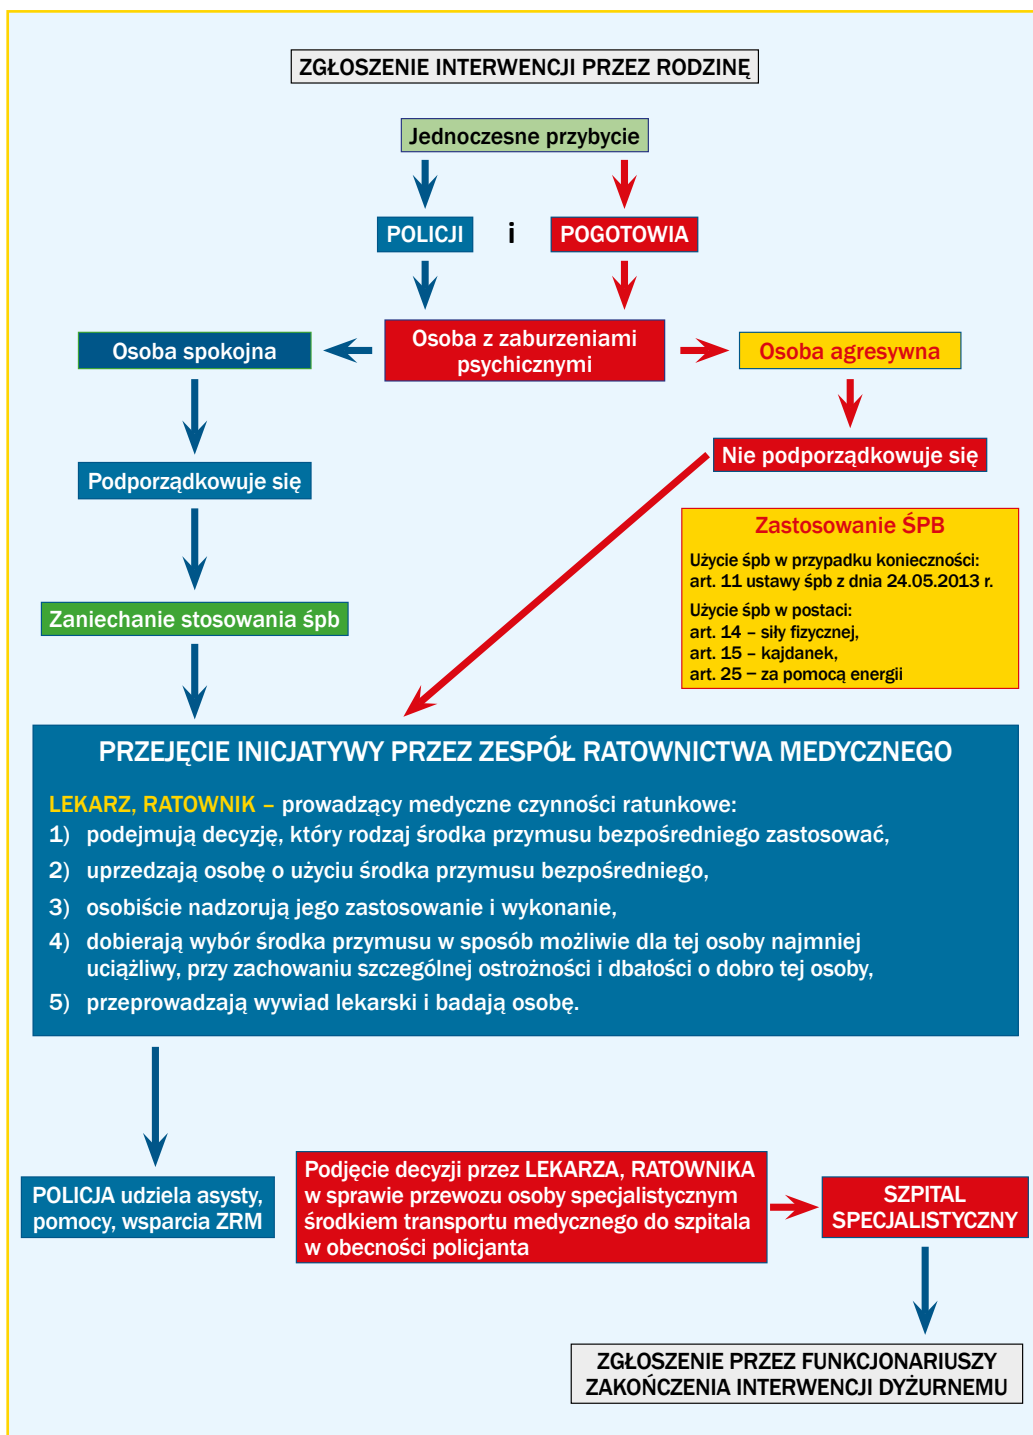 ZGŁOSZENIE INTERWENCJI PRZEZ RODZINĘ
Jednoczesne przybycie
POLICJI i POGOTOWIA
Osoba spokojna
Osoba z zaburzeniami
psychicznymi
Osoba agresywna
Podporządkowuje się
Nie podporządkowuje się
Zastosowanie ŚPB
Użycie śpb w przypadku konieczności:
art. 11 ustawy śpb z dnia 24.05.2013 r.
Użycie śpb w postaci:
art. 14 – siły fizycznej,
art. 15 – kajdanek,
art. 25 – za pomocą energii
Zaniechanie stosowania śpb
PRZEJĘCIE INICJATYWY PRZEZ ZESPÓŁ RATOWNICTWA MEDYCZNEGO
LEKARZ, RATOWNIK – prowadzący medyczne czynności ratunkowe:
1) podejmują decyzję, który rodzaj środka przymusu bezpośredniego zastosować,
2) uprzedzają osobę o użyciu środka przymusu bezpośredniego,
3) osobiście nadzorują jego zastosowanie i wykonanie,
4) dobierają wybór środka przymusu w sposób możliwie dla tej osoby najmniej
uciążliwy, przy zachowaniu szczególnej ostrożności i dbałości o dobro tej osoby,
5) przeprowadzają wywiad lekarski i badają osobę.
POLICJA udziela asysty,
pomocy, wsparcia ZRM
Podjęcie decyzji przez LEKARZA, RATOWNIKA
w sprawie przewozu osoby specjalistycznym
środkiem transportu medycznego do szpitala
w obecności policjanta
SZPITAL
SPECJALISTYCZNY
ZGŁOSZENIE PRZEZ FUNKCJONARIUSZY
ZAKOŃCZENIA INTERWENCJI DYŻURNEMU